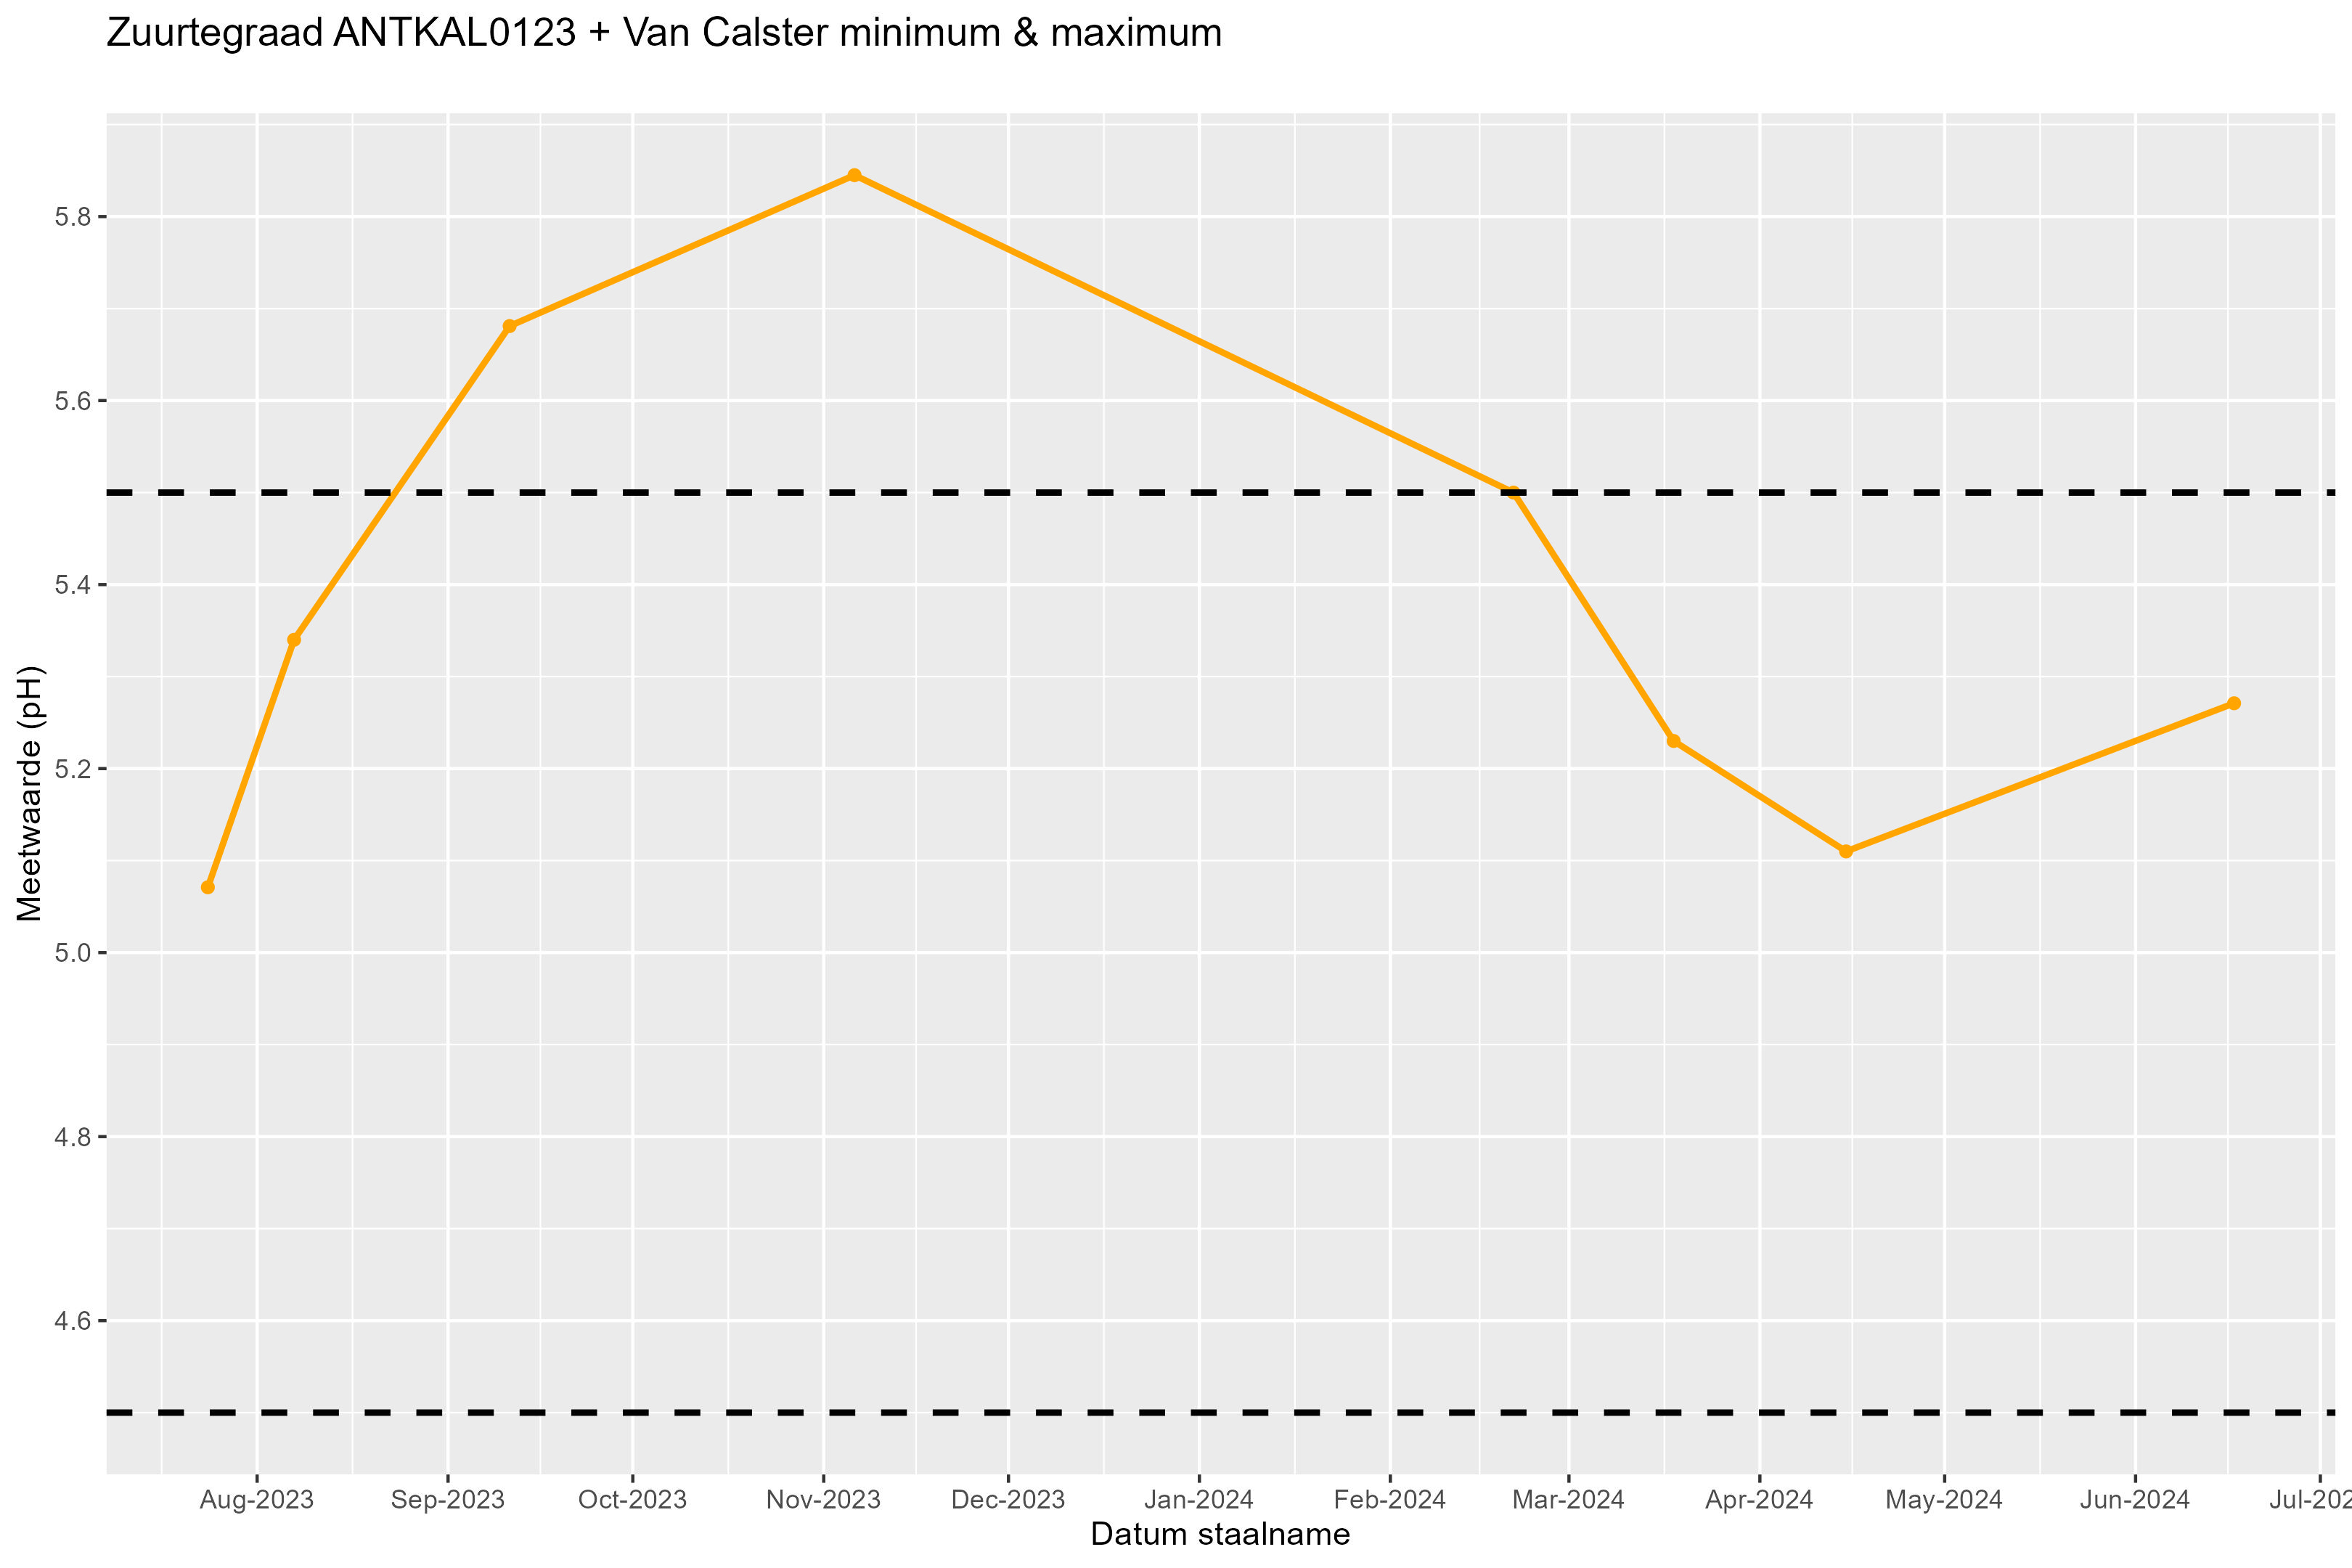 Zuurtegraad ANTKAL0123 + Van Calster minimum & maximum
Meetwaarde (pH)
5.8
5.6
5.4
5.2
5.0
4.8
4.6
Aug-2023 Sep-2023 Oct-2023 Nov-2023 Dec-2023 Jan-2024 Feb-2024 Mar-2024 Apr-2024 May-2024 Jun-2024 Jul-202
Datum staalname